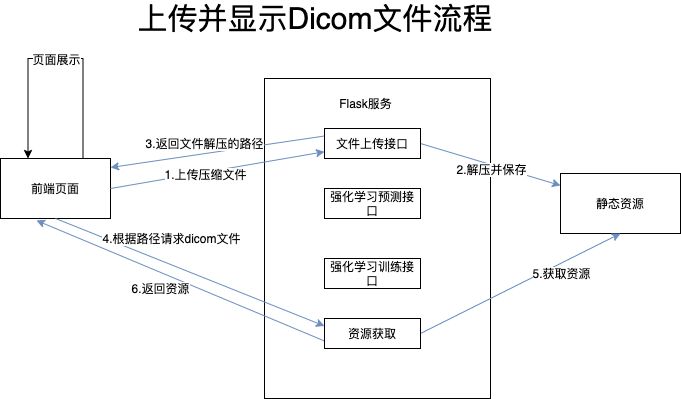 上传并显示Dicom文件流程
页面展示
Flask服务
3.返回文件解压的路径
文件上传接口
1.上传压缩文件
2.解压并保存
前端页面
强化学习预测接
口
静态资源
4.根据路径请求dicom文件
强化学习训练接
口
5.获取资源
6.返回资源
资源获取